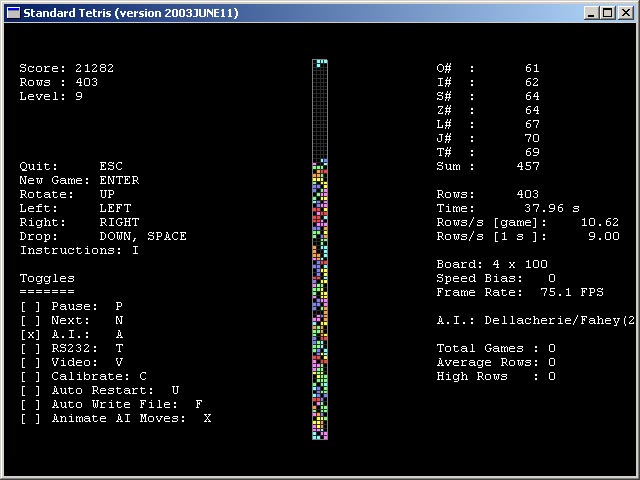 Standard Tetris (version 2003JUNE11)
Score: 21282
Rows : 403
Level: 9
Quit: ESC
New Game: ENTER
Rotate: UP
Left: LEFT
Right: RIGHT
Drop: DOWN, SPACE
Instructions: I
Toggles
=======
[ ] Pause: P
[ ] Next: N
[x] A.I.: A
[ ] RS232: T
[ ] Video: V
[ ] Calibrate: C
[ ] Auto Restart: U
[ ] Auto Write File: F
[ ] Animate AI Moves: X
O# : 61
I# : 62
S# : 64
Z# : 64
L# : 67
J# : 70
T# : 69
Sum : 457
Rows: 403
Time: 37.96 s
Rows/s [game]: 10.62
Rows/s [1 s ]: 9.00
Board: 4 x 100
Speed Bias: 0
Frame Rate: 75.1 FPS
A.I.: Dellacherie/Fahey(2
Total Games : 0
Average Rows: 0
High Rows : 0